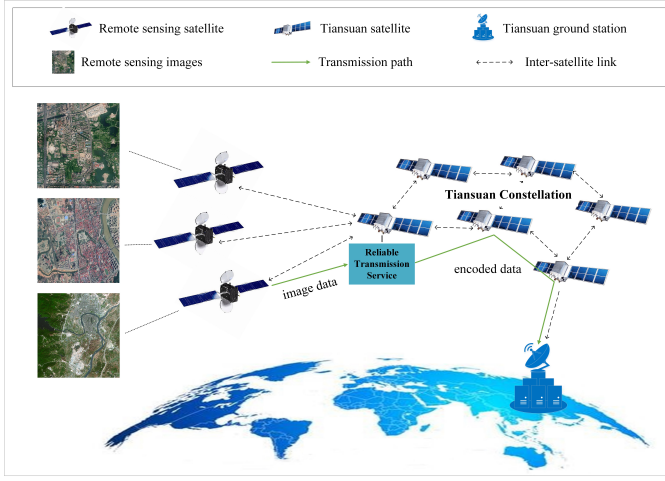 Remote sensing satellite
Tiansuan satellite
Tiansuan ground station
Remote sensing images
Transmission path
Inter-satellite link
Tiansuan Constellation
Reliable
Transmission
Service
image data
encoded data